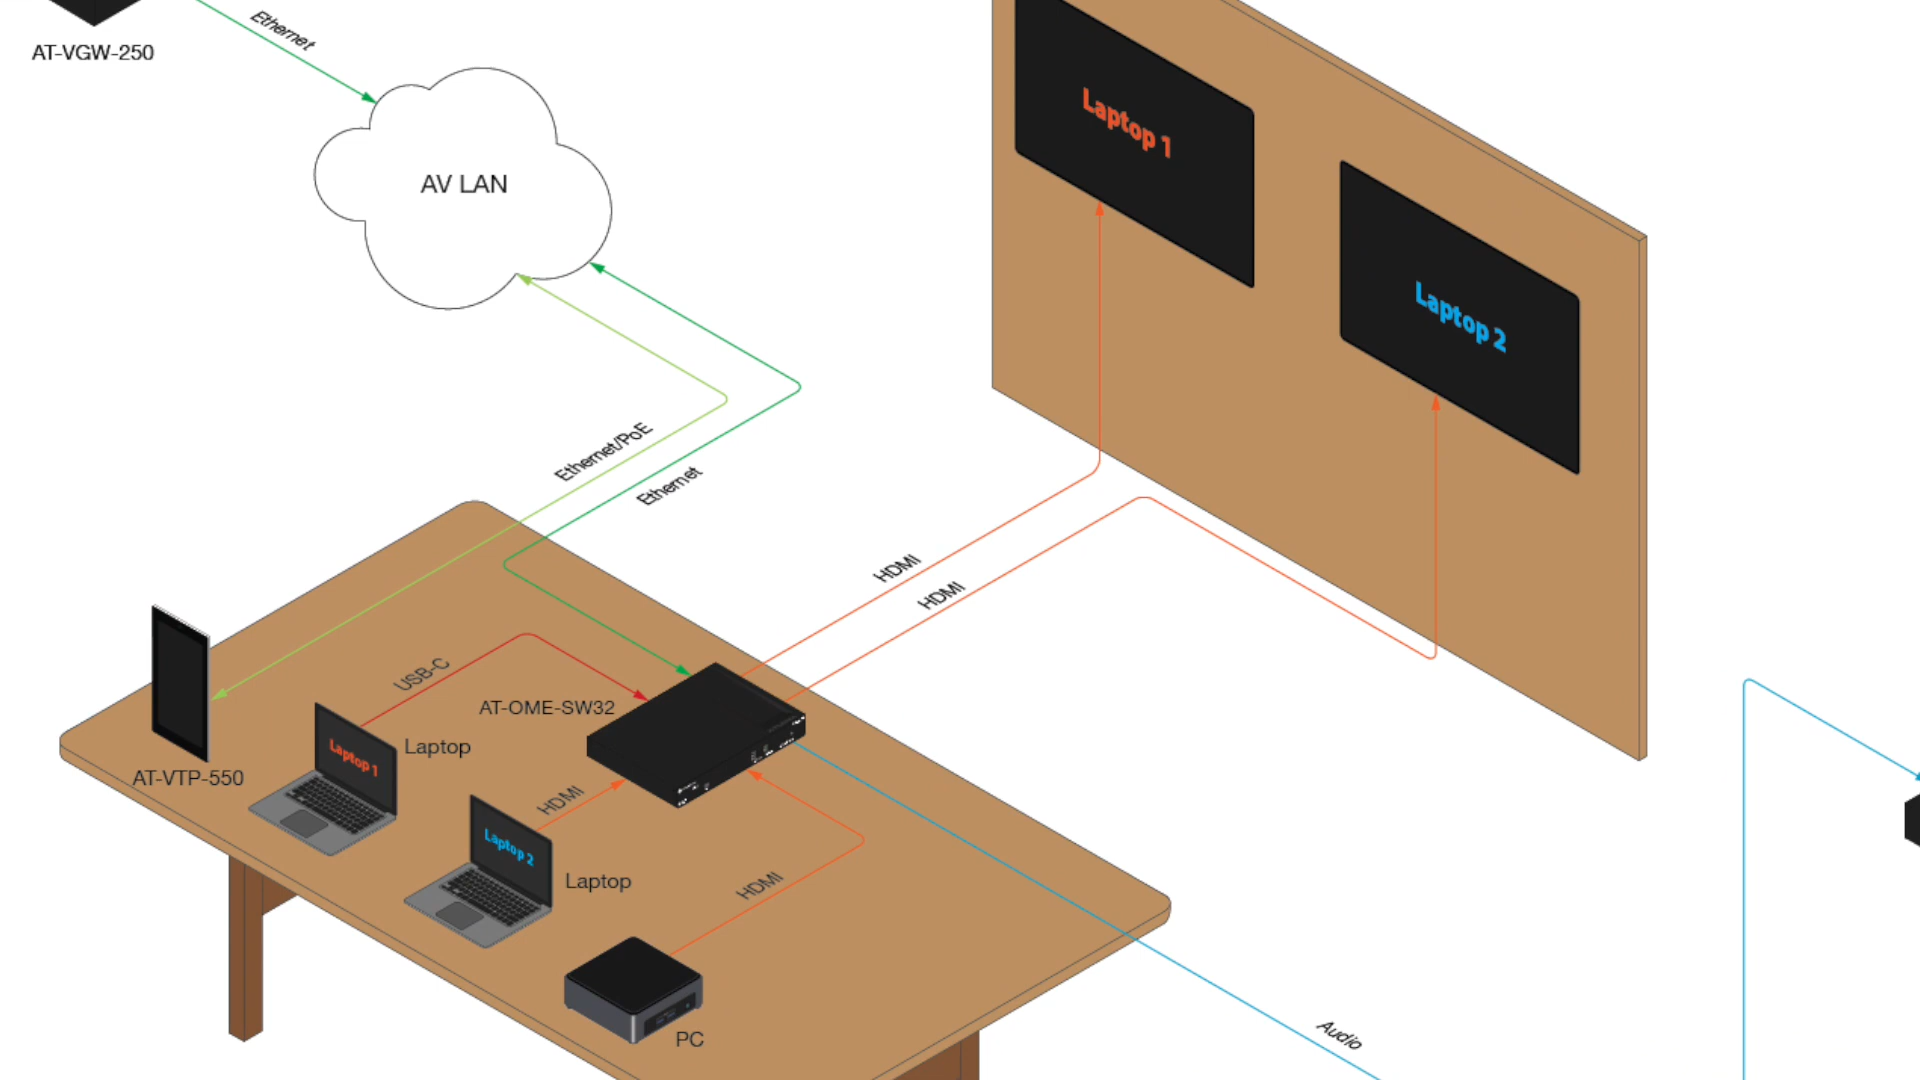 Ethernet
AT-VGW-250
AV LAN
Laptop 1
Laptop 2
Ethernet/PoE
Ethernet
HDMI
HDMI
USB-C
AT-OME-SW32
Laptop
Laptop 1
AT-VTP-550
HDMI
Laptop 2
Laptop
HDMI
PC
Audio